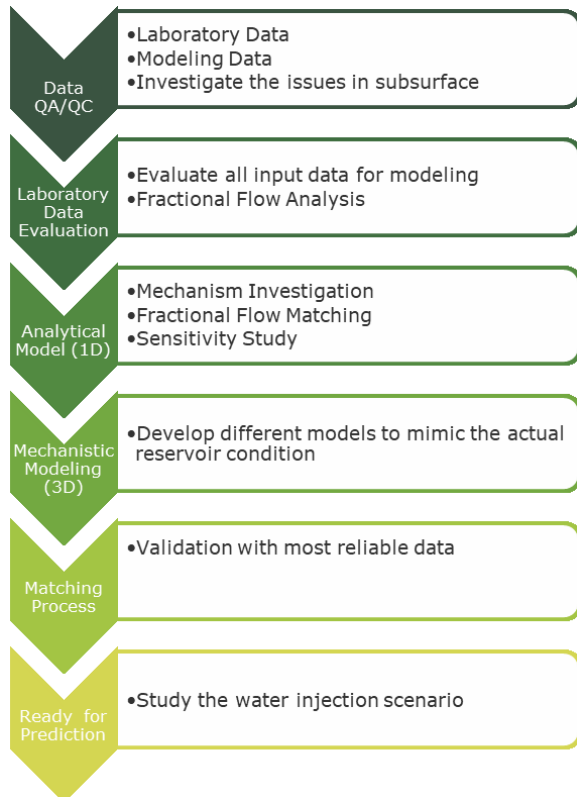 Data
QA/QC
•Laboratory Data
•Modeling Data
•Investigate the issues in subsurface
Laboratory
Data
Evaluation
•Evaluate all input data for modeling
•Fractional Flow Analysis
Analytical
Model (1D)
•Mechanism Investigation
•Fractional Flow Matching
•Sensitivity Study
Mechanistic
Modeling
(3D)
•Develop different models to mimic the actual
reservoir condition
Matching
Process
•Validation with most reliable data
Ready for
Prediction
•Study the water injection scenario